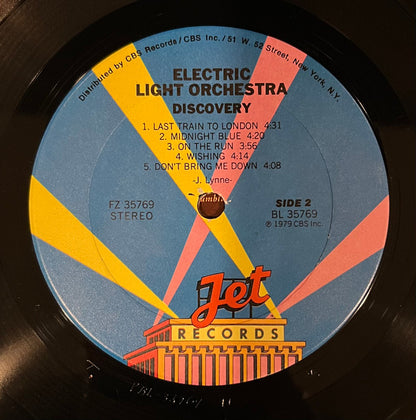 Distributed by CBS Records/CBS Inc./51 W. 52 Street, New York, N.Y.
ELECTRIC
LIGHT ORCHESTRA
DISCOVERY
1. LAST TRAIN TO LONDON 4:31
2. MIDNIGHT BLUE 4:20
3. ON THE RUN 3:56
4. WISHING 4:14
5. DON'T BRING ME DOWN 4:08
-J. Lynne-
FZ 35769
STEREO
SIDE 2
BL 35769
℗ 1979 CBS Inc.
Jet
RECORDS